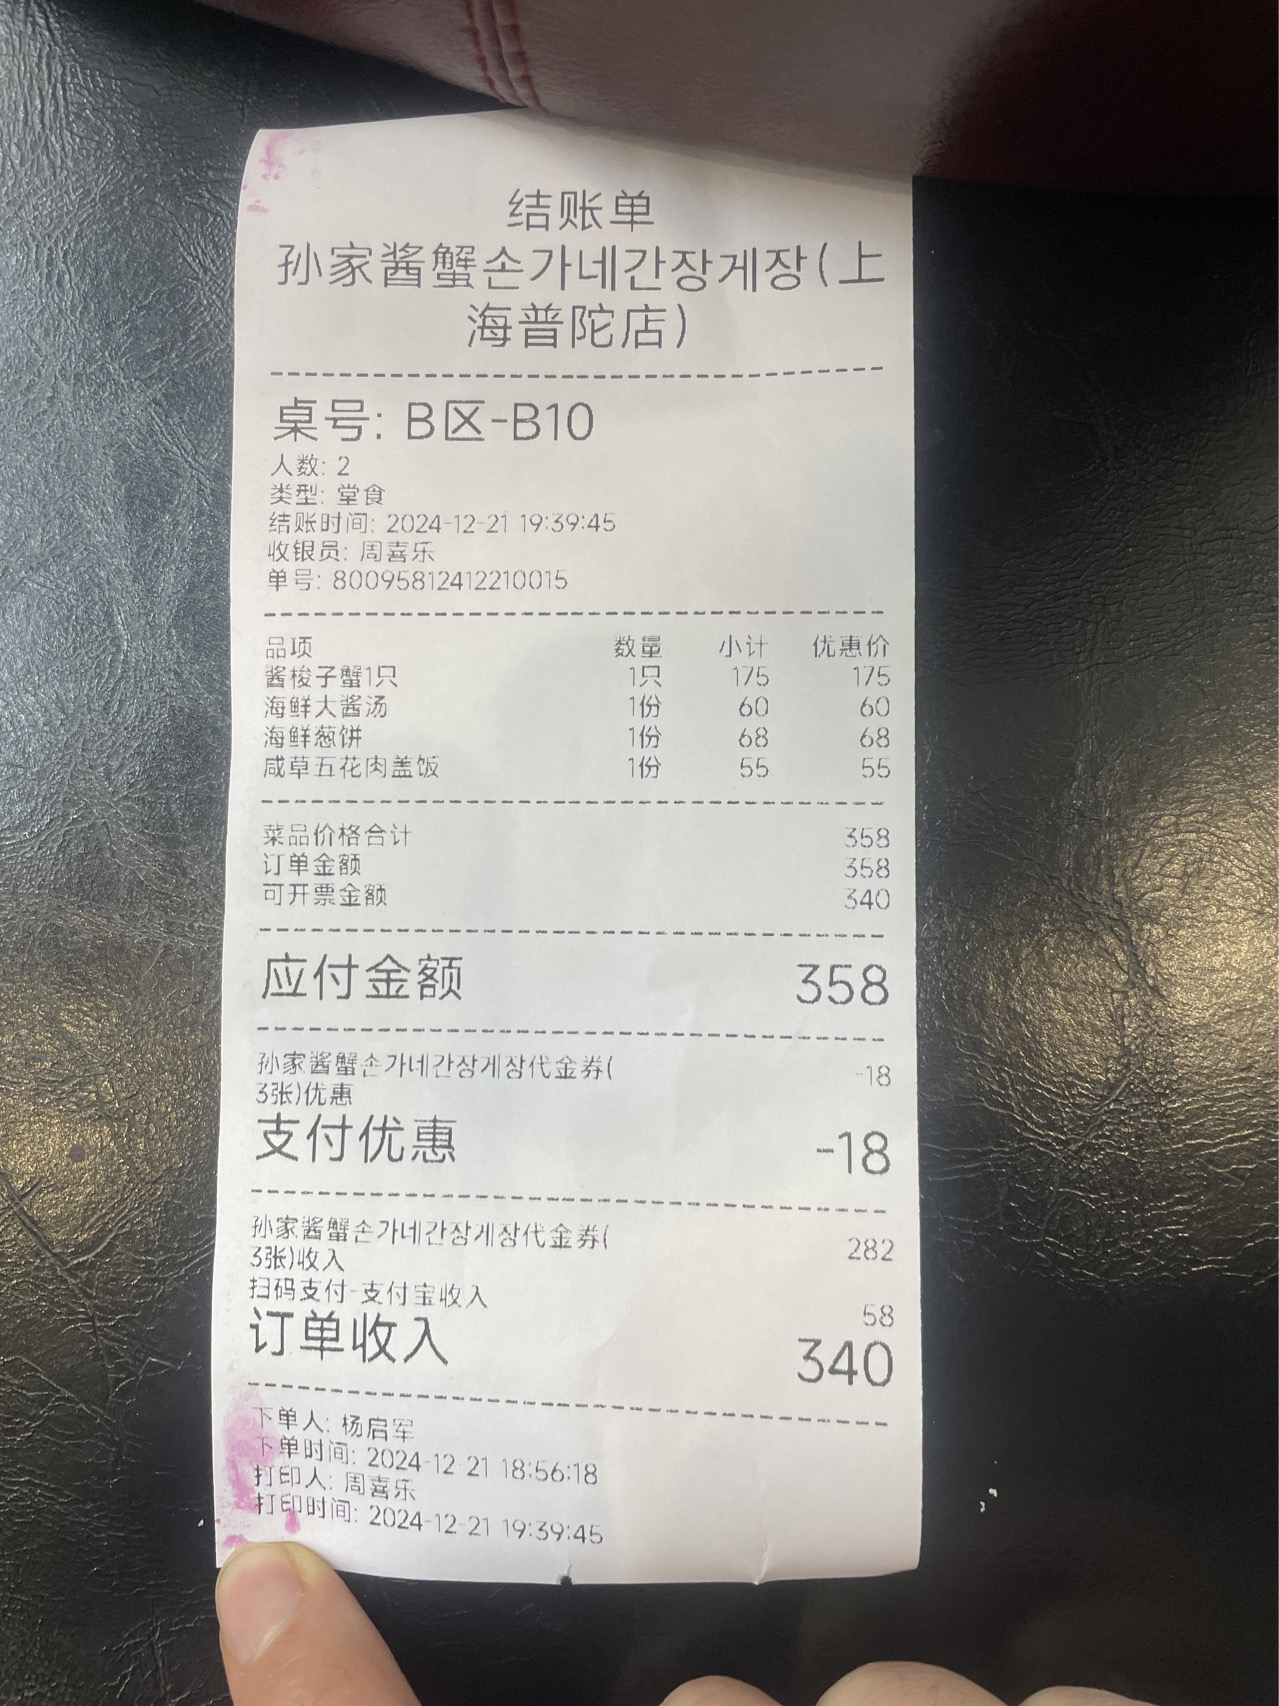 结账单
孙家酱蟹손가네간장게장(上
海普陀店)
桌号: B区-B10
人数: 2
类型: 堂食
结账时间: 2024-12-21 19:39:45
收银员: 周喜乐
单号: 80095812412210015
品项 数量 小计 优惠价
酱梭子蟹1只 1只 175 175
海鲜大酱汤 1份 60 60
海鲜葱饼 1份 68 68
咸草五花肉盖饭 1份 55 55
菜品价格合计 358
订单金额 358
可开票金额 340
应付金额 358
孙家酱蟹손가네간장게장代金券( -18
3张)优惠
支付优惠 -18
孙家酱蟹손가네간장게장代金券( 282
3张)收入
扫码支付-支付宝收入 58
订单收入 340
下单人: 杨启军
下单时间: 2024-12-21 18:56:18
打印人: 周喜乐
打印时间: 2024-12-21 19:39:45